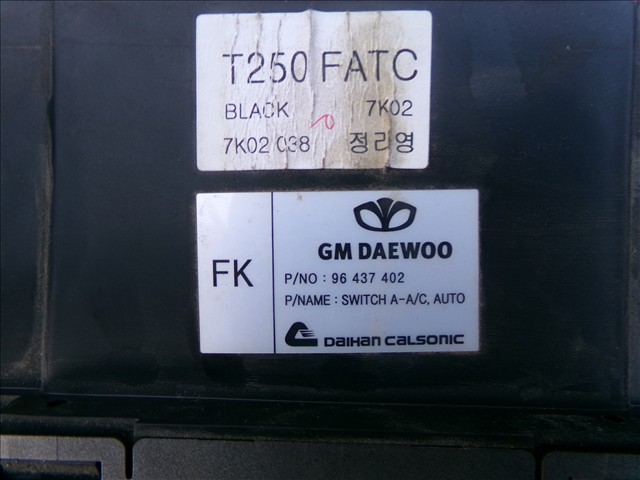 T250 FATC
BLACK 7K02
7K02 038 정리영
FK
GM DAEWOO
P/NO : 96 437 402
P/NAME : SWITCH A-A/C, AUTO
DAIHAN CALSONIC